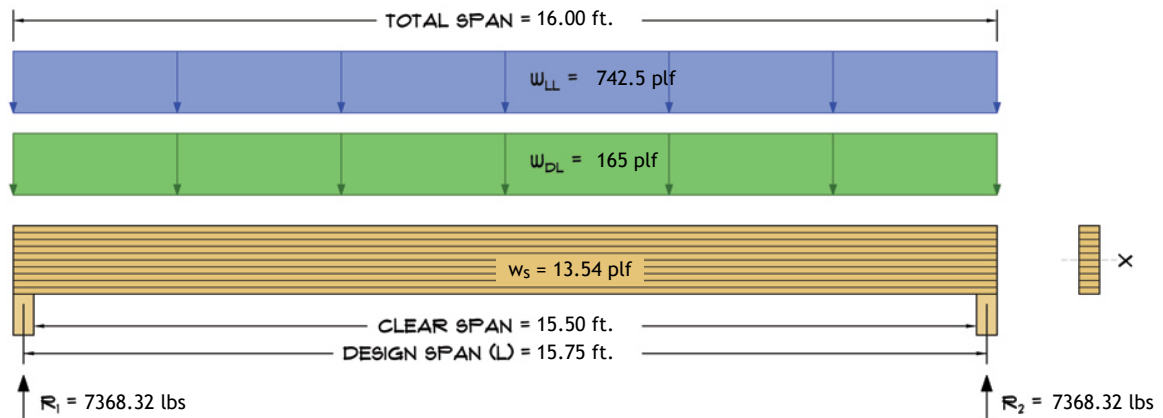 TOTAL SPAN = 16.00 ft.
WLL = 742.5 plf
WDL = 165 plf
ws = 13.54 plf
X
CLEAR SPAN = 15.50 ft.
DESIGN SPAN (L) = 15.75 ft.
R1 = 7368.32 lbs
R2 = 7368.32 lbs